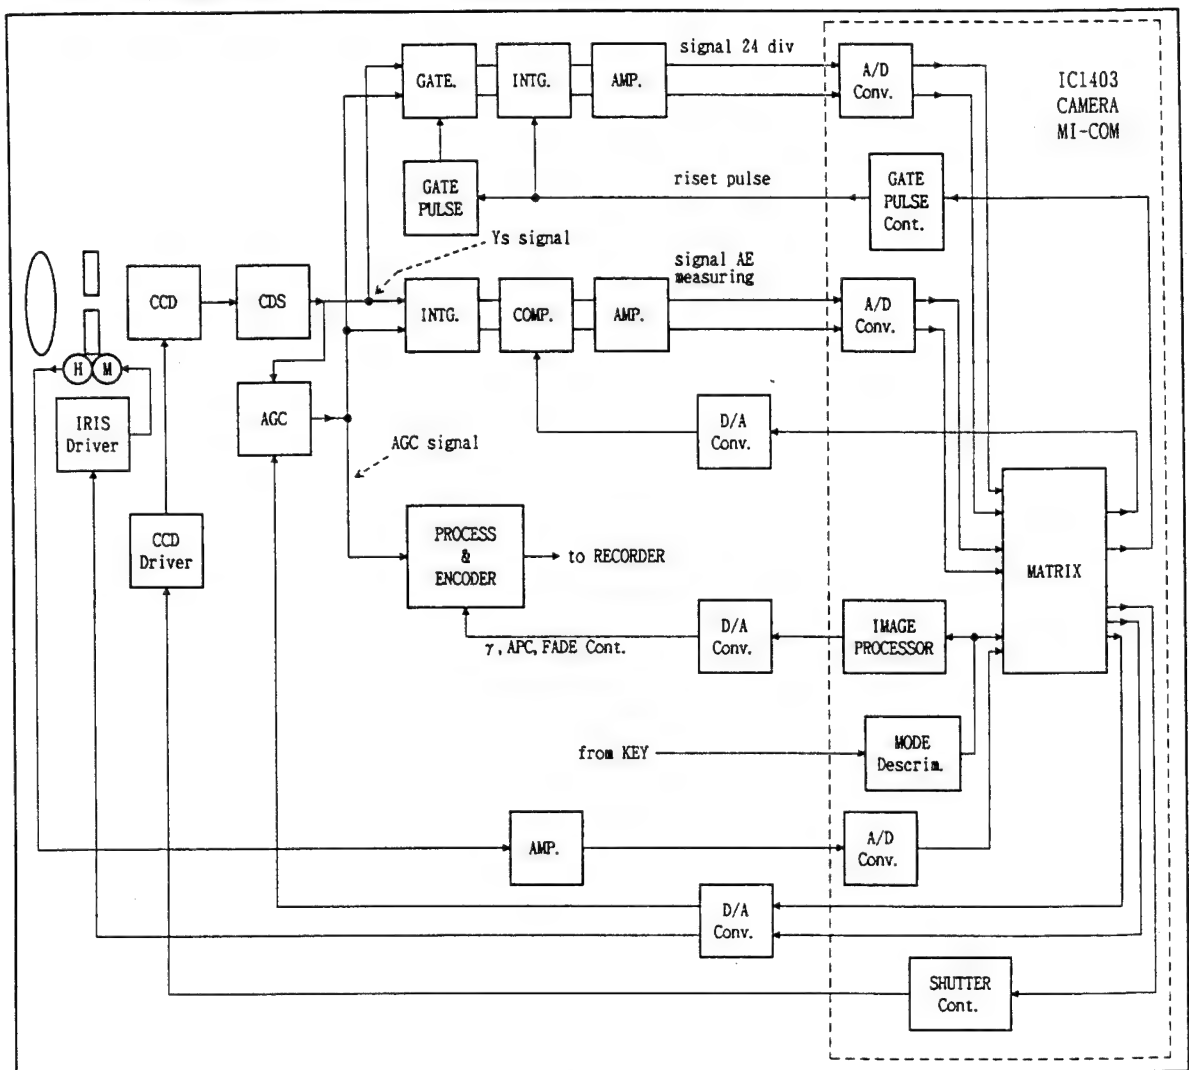 signal 24 div
GATE.
INTG.
AMP.
A/D
Conv.
IC1403
CAMERA
MI-COM
GATE
PULSE
riset pulse
GATE
PULSE
Cont.
Ys signal
signal AE
measuring
CCD
CDS
INTG.
COMP.
AMP.
A/D
Conv.
H
M
IRIS
Driver
AGC
D/A
Conv.
AGC signal
CCD
Driver
PROCESS
&
ENCODER
to RECORDER
MATRIX
γ, APC, FADE Cont.
D/A
Conv.
IMAGE
PROCESSOR
from KEY
MODE
Descrim.
AMP.
A/D
Conv.
D/A
Conv.
SHUTTER
Cont.